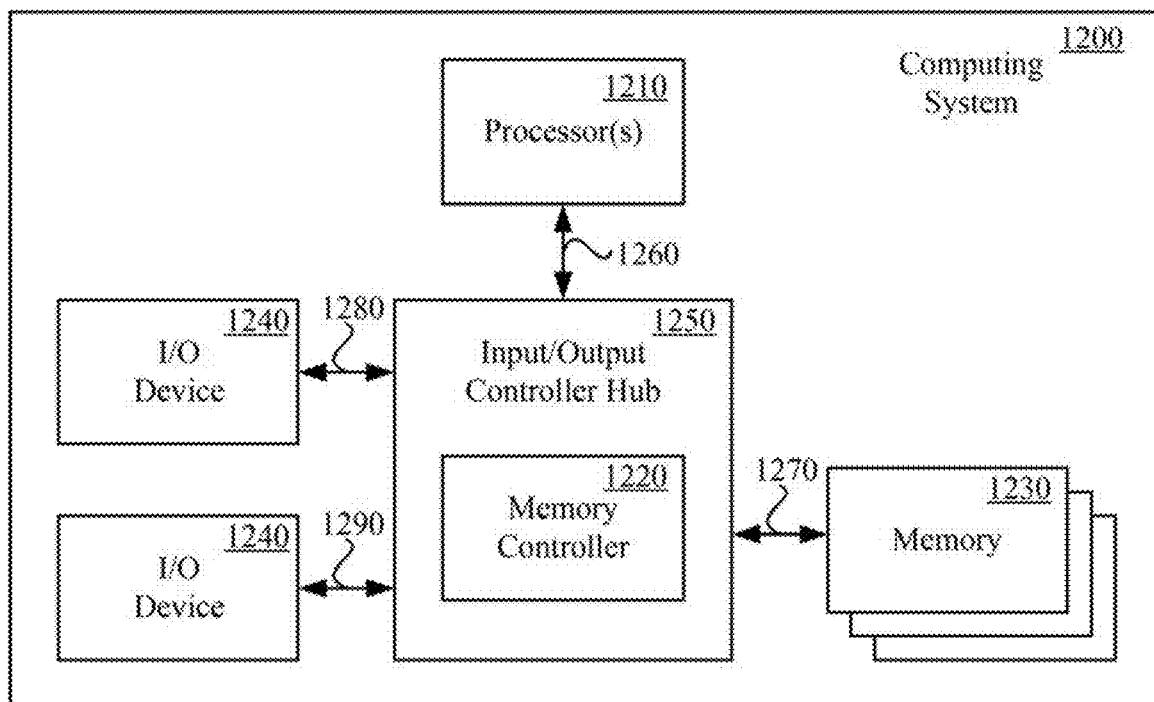 1200
Computing
System
1210
Processor(s)
1260
1240
I/O
Device
1280
1250
Input/Output
Controller Hub
1220
Memory
Controller
1270
1230
Memory
1240
I/O
Device
1290